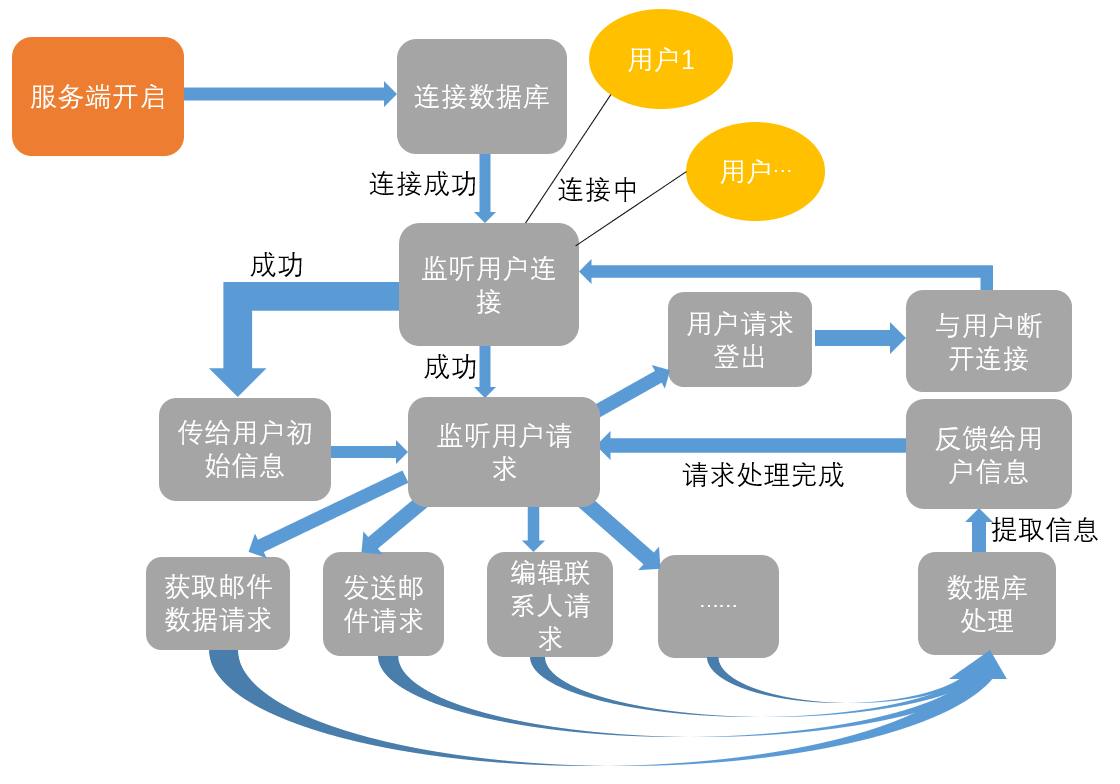 服务端开启
连接数据库
用户1
用户···
连接成功
连接中
监听用户连
接
成功
成功
用户请求
登出
与用户断
开连接
传给用户初
始信息
监听用户请
求
反馈给用
户信息
请求处理完成
提取信息
获取邮件
数据请求
发送邮
件请求
编辑联
系人请
求
······
数据库
处理